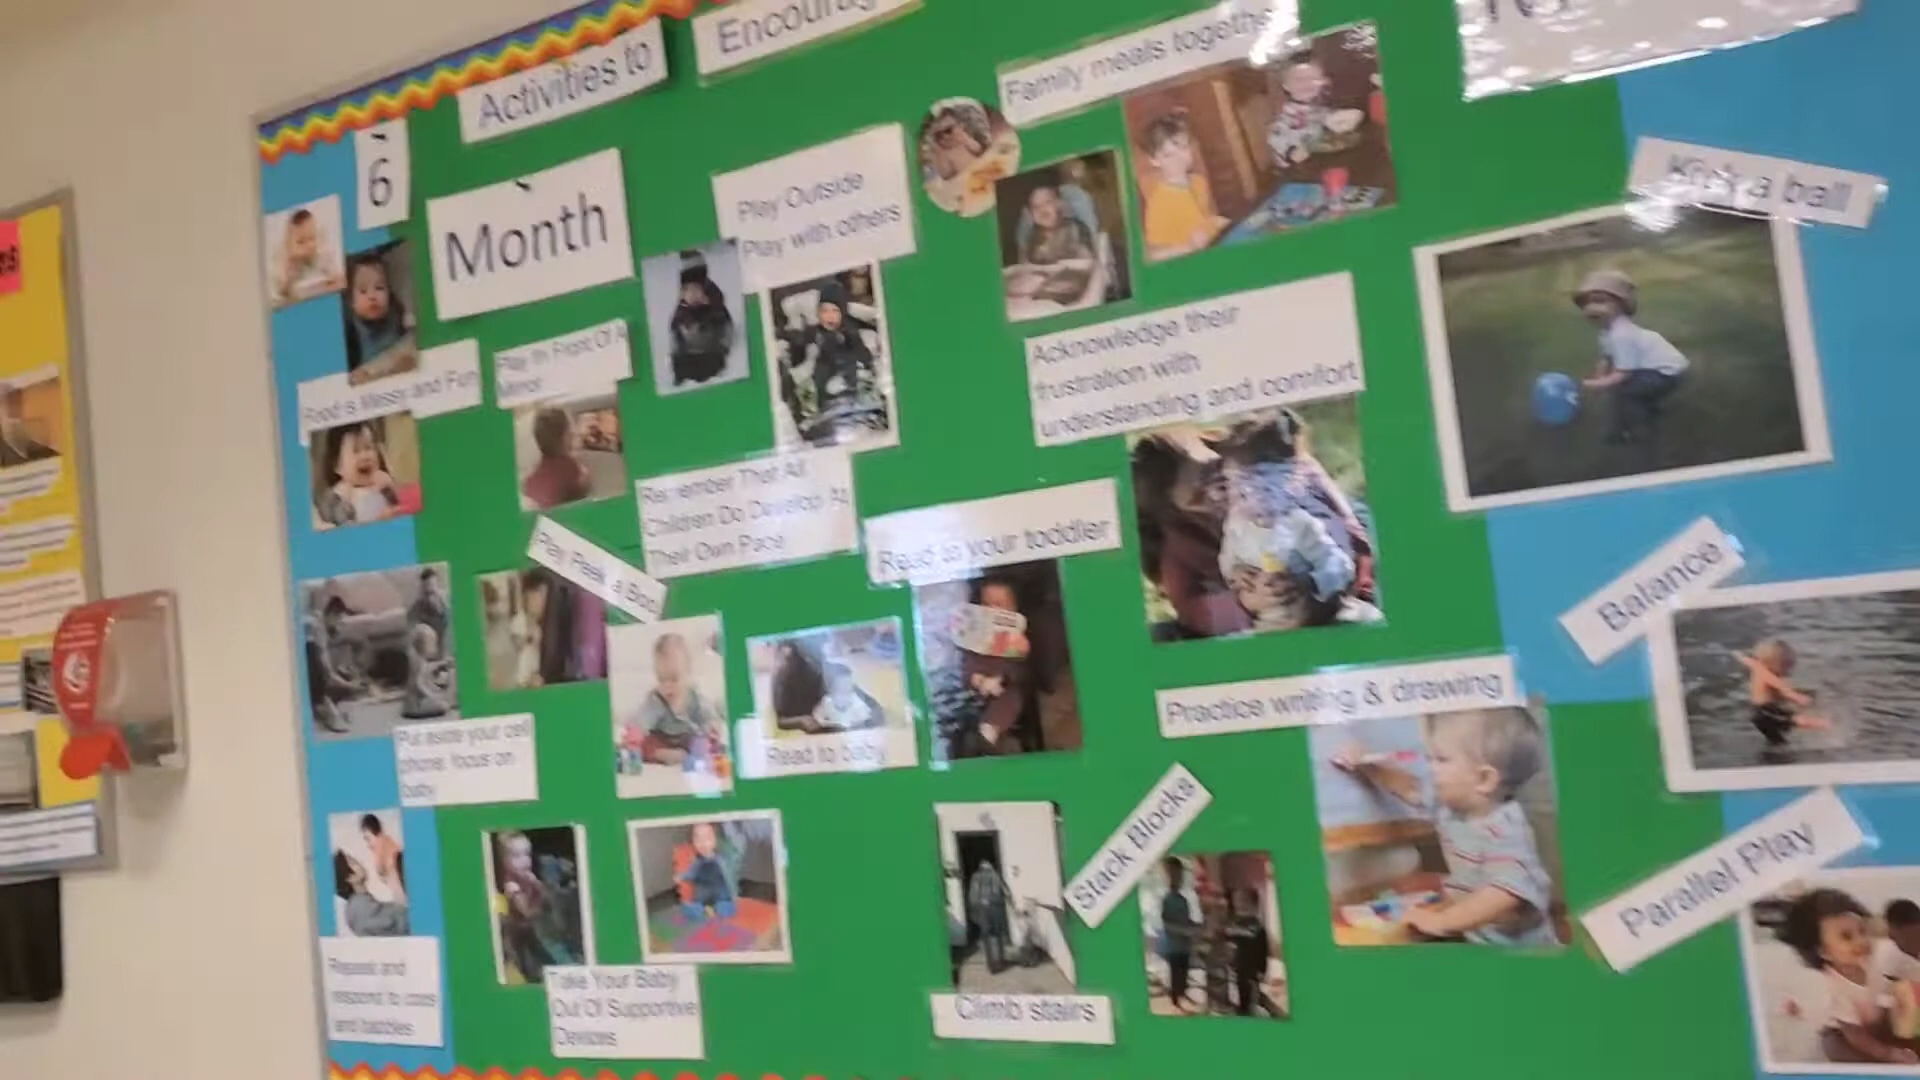 Activities to
Encourag
6
Month
Family meals together
Play Outside
Play with others
Kick a ball
Food is Messy and Fun
Play In Front Of A
Mirror
Acknowledge their
frustration with
understanding and comfort
Remember That All
Children Do Develop At
Their Own Pace
Play Peek a Boo
Read to your toddler
Balance
Put aside your cell
phone, focus on
baby
Read to baby
Practice writing & drawing
Stack Blocks
Parallel Play
Repeat and
respond to coos
and babbles
Take Your Baby
Out Of Supportive
Devices
Climb stairs